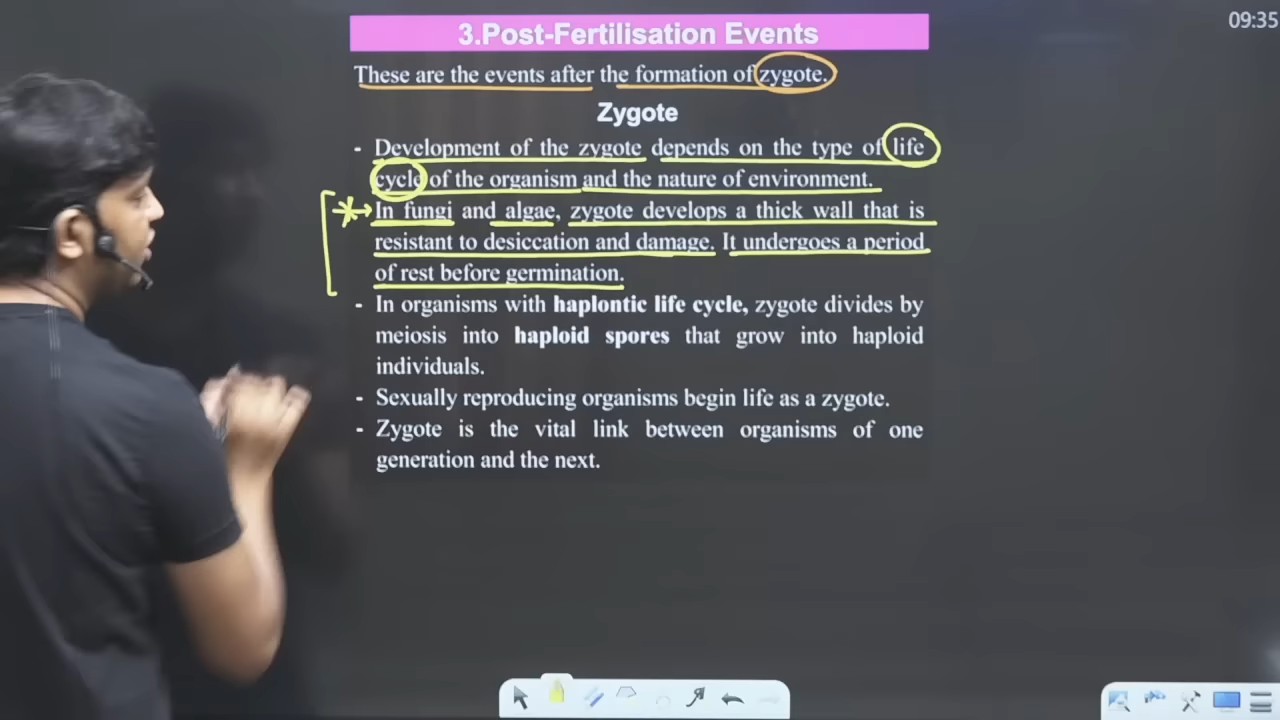 09:35
3.Post-Fertilisation Events
These are the events after the formation of zygote.
Zygote
- Development of the zygote depends on the type of life
cycle of the organism and the nature of environment.
In fungi and algae, zygote develops a thick wall that is
resistant to desiccation and damage. It undergoes a period
of rest before germination.
- In organisms with haplontic life cycle, zygote divides by
meiosis into haploid spores that grow into haploid
individuals.
- Sexually reproducing organisms begin life as a zygote.
- Zygote is the vital link between organisms of one
generation and the next.